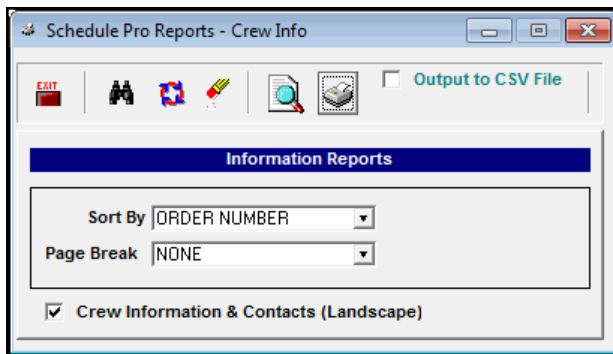 Schedule Pro Reports - Crew Info
EXIT
Output to CSV File
Information Reports
Sort By ORDER NUMBER
Page Break NONE
Crew Information & Contacts (Landscape)